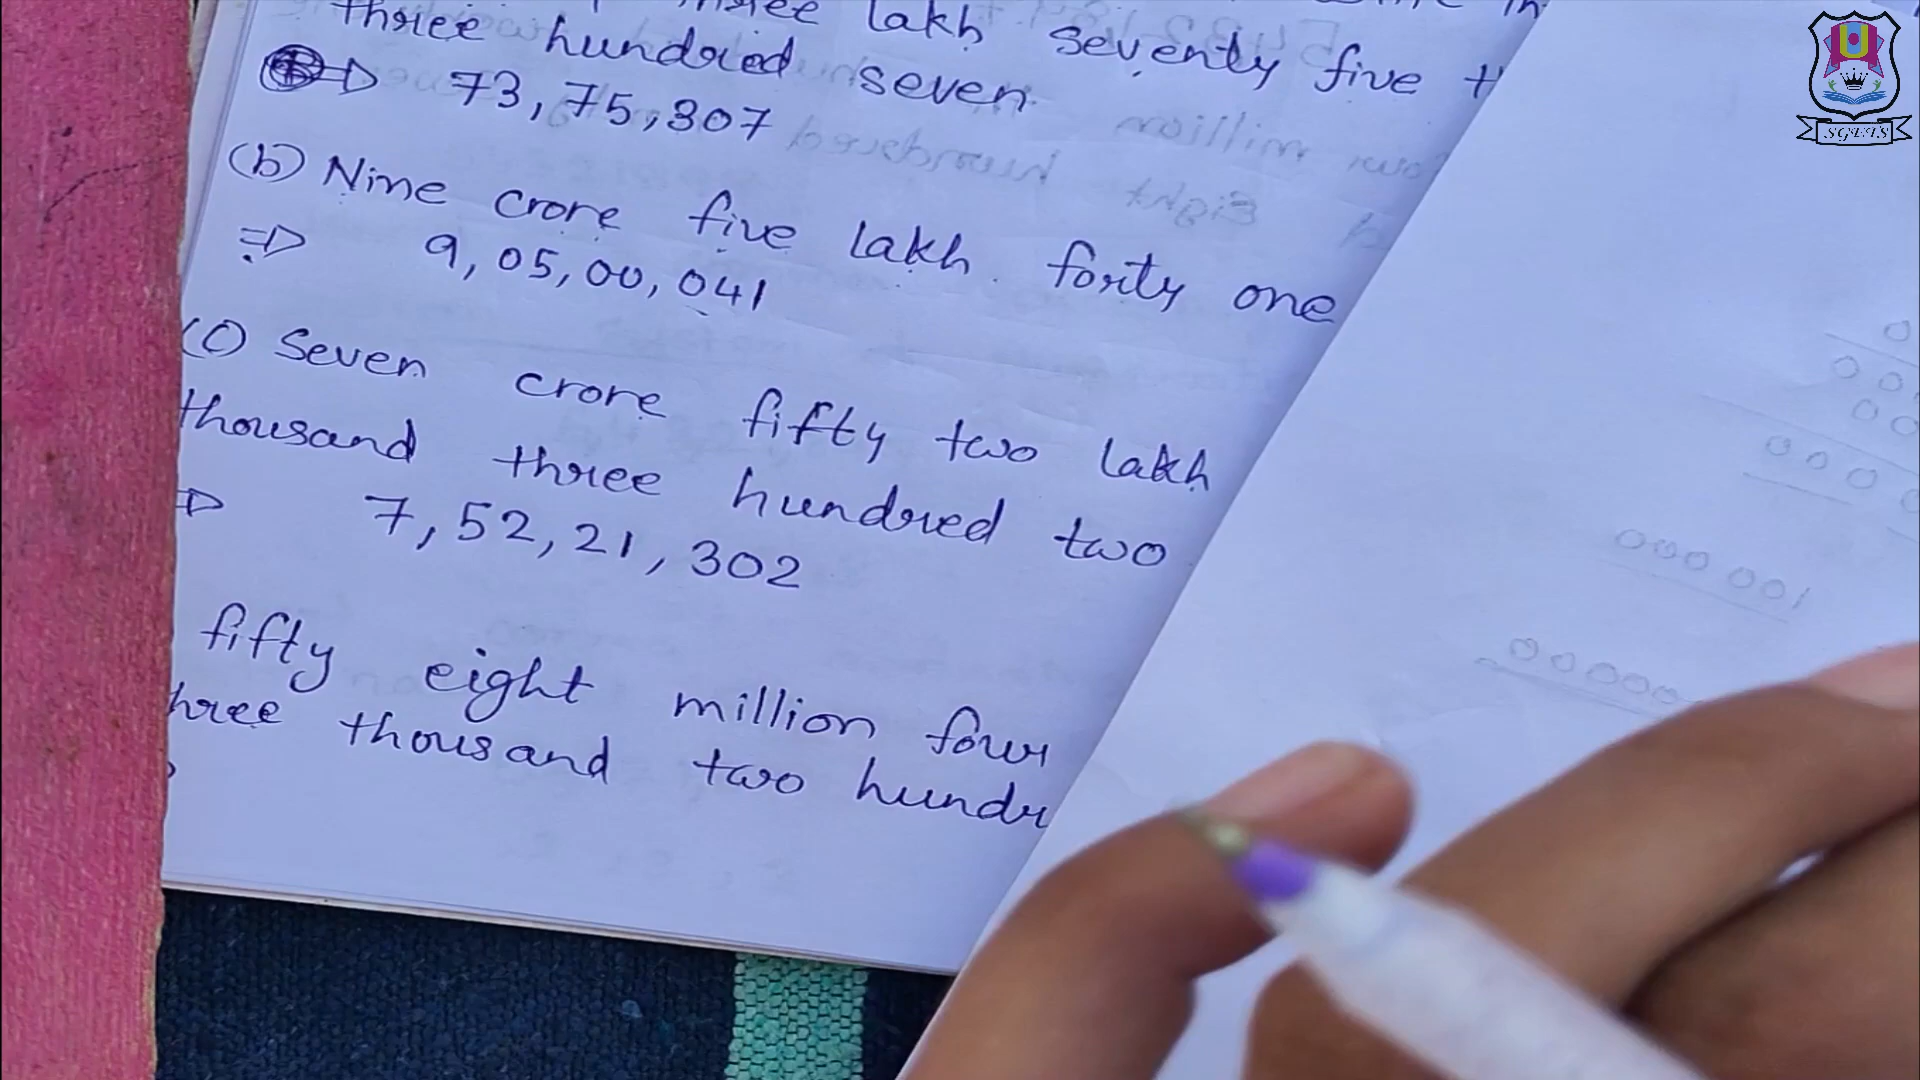 three lakh seventy five
three hundred seven
73,75,307
(b) Nine crore five lakh forty one
9,05,00,041
(c) Seven crore fifty two lakh
thousand three hundred two
7,52,21,302
fifty eight million four
three thousand two hundr
SGEMS